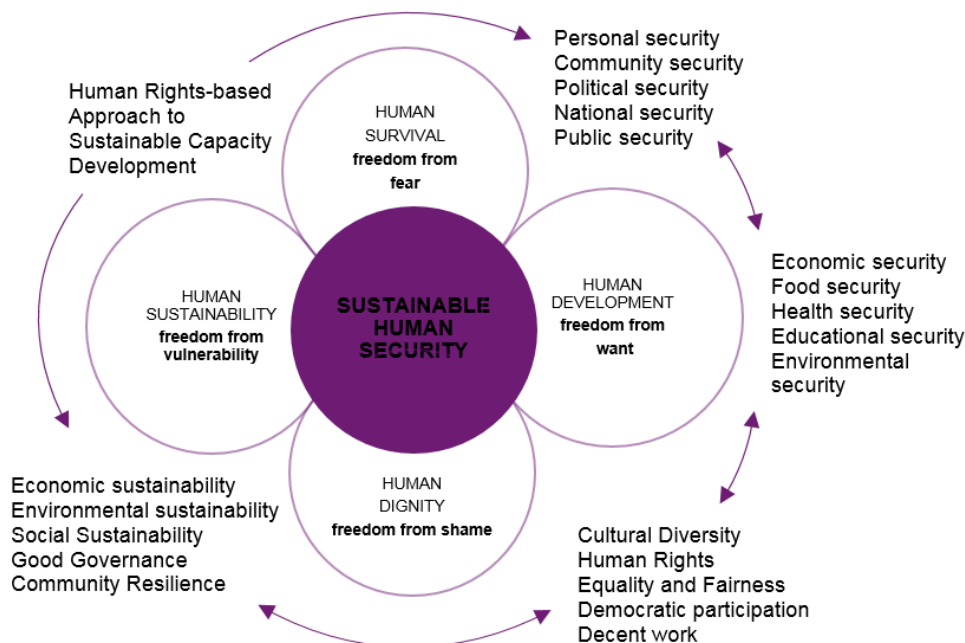 Human Rights-based
Approach to
Sustainable Capacity
Development
Personal security
Community security
Political security
National security
Public security
HUMAN
SURVIVAL
freedom from
fear
HUMAN
SUSTAINABILITY
freedom from
vulnerability
SUSTAINABLE
HUMAN
SECURITY
HUMAN
DEVELOPMENT
freedom from
want
Economic security
Food security
Health security
Educational security
Environmental
security
HUMAN
DIGNITY
freedom from shame
Economic sustainability
Environmental sustainability
Social Sustainability
Good Governance
Community Resilience
Cultural Diversity
Human Rights
Equality and Fairness
Democratic participation
Decent work